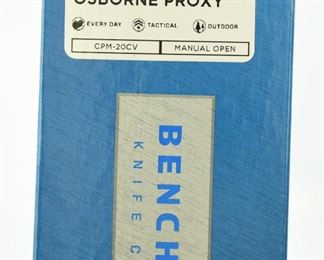 OSBORNE PROXY
EVERY DAY TACTICAL OUTDOOR
CPM-20CV MANUAL OPEN
BENCH
KNIFE C